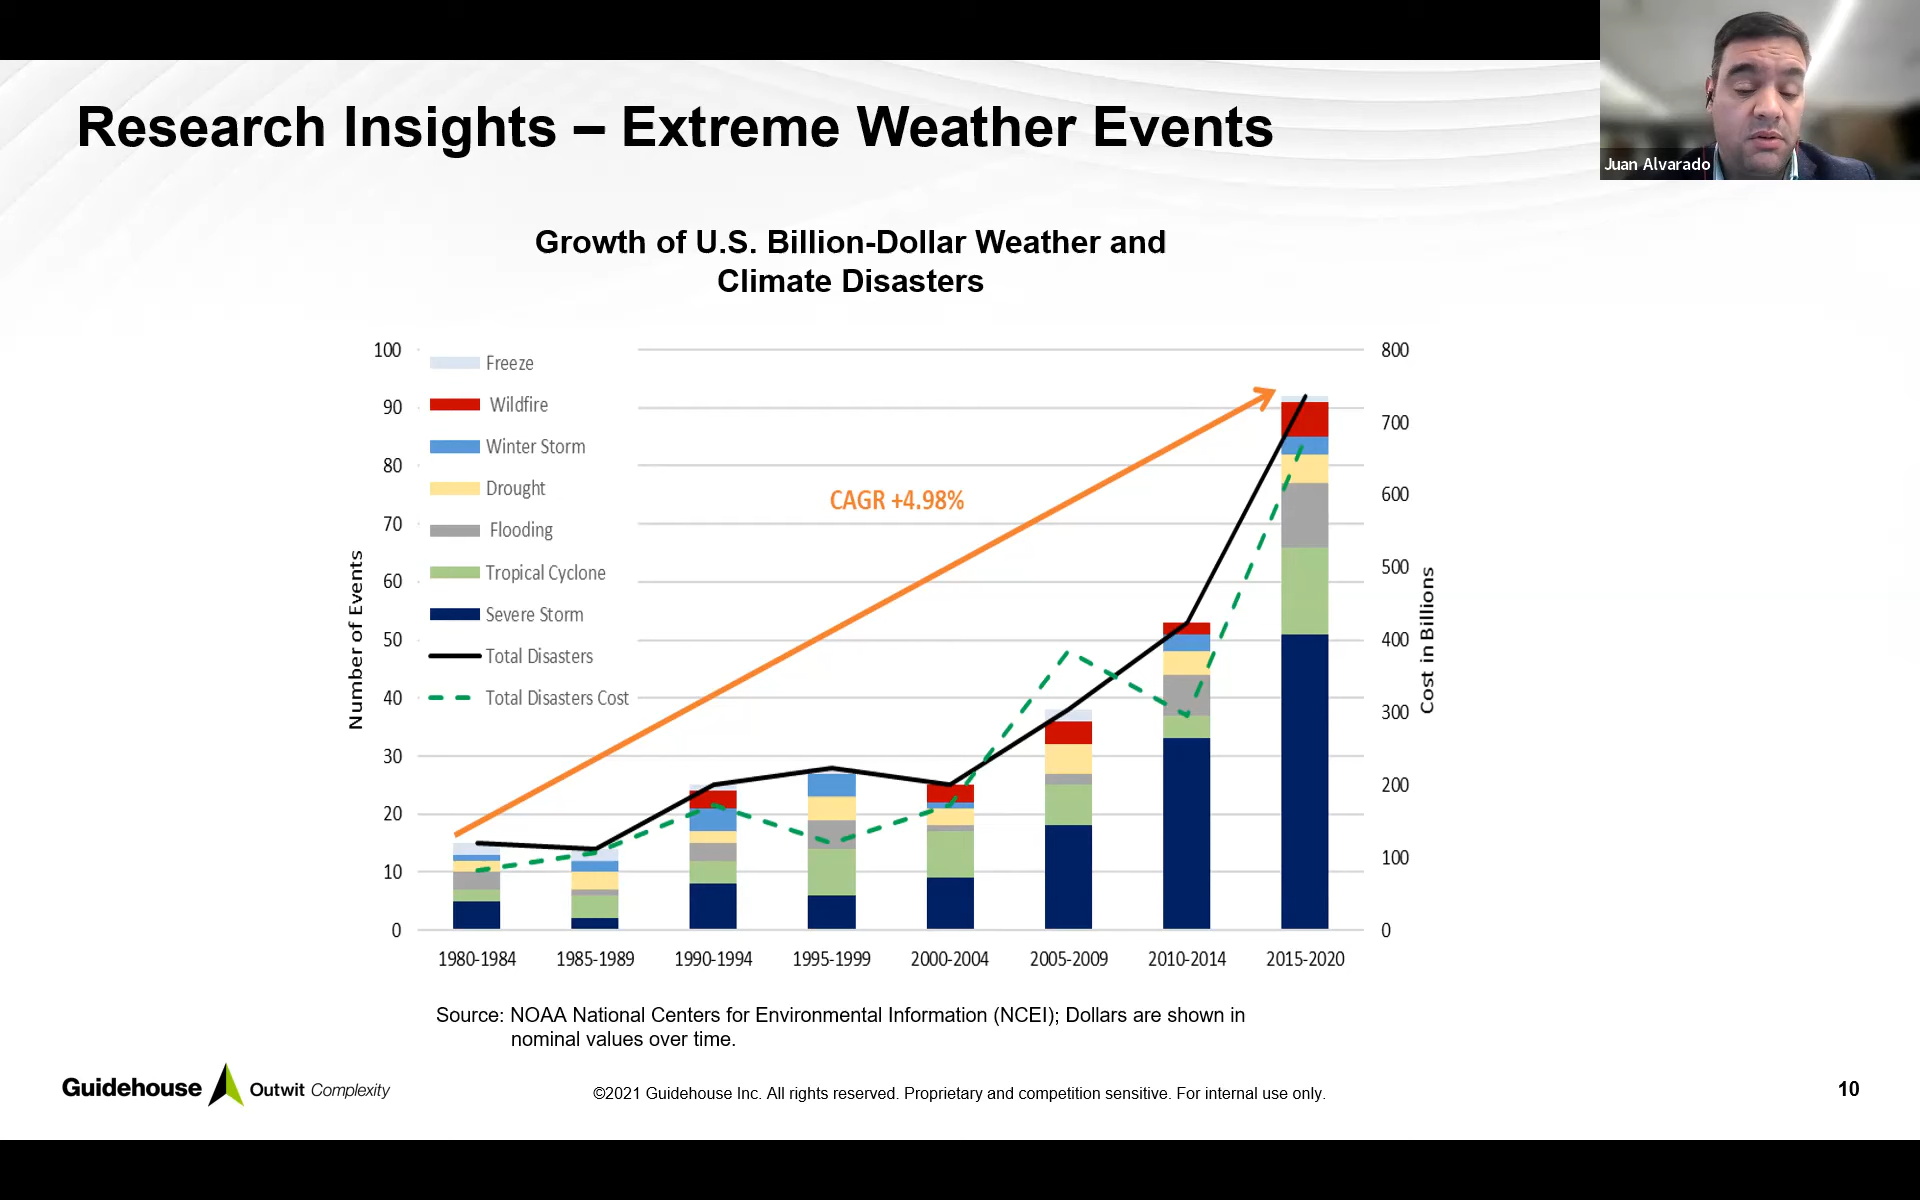 Research Insights – Extreme Weather Events
Juan Alvarado
Growth of U.S. Billion-Dollar Weather and
Climate Disasters
100
90
80
70
60
50
40
30
20
10
0
Number of Events
Freeze
Wildfire
Winter Storm
Drought
Flooding
Tropical Cyclone
Severe Storm
Total Disasters
Total Disasters Cost
CAGR +4.98%
800
700
600
500
400
300
200
100
0
Cost in Billions
1980-1984 1985-1989 1990-1994 1995-1999 2000-2004 2005-2009 2010-2014 2015-2020
Source: NOAA National Centers for Environmental Information (NCEI); Dollars are shown in
nominal values over time.
Guidehouse Outwit Complexity
©2021 Guidehouse Inc. All rights reserved. Proprietary and competition sensitive. For internal use only.
10